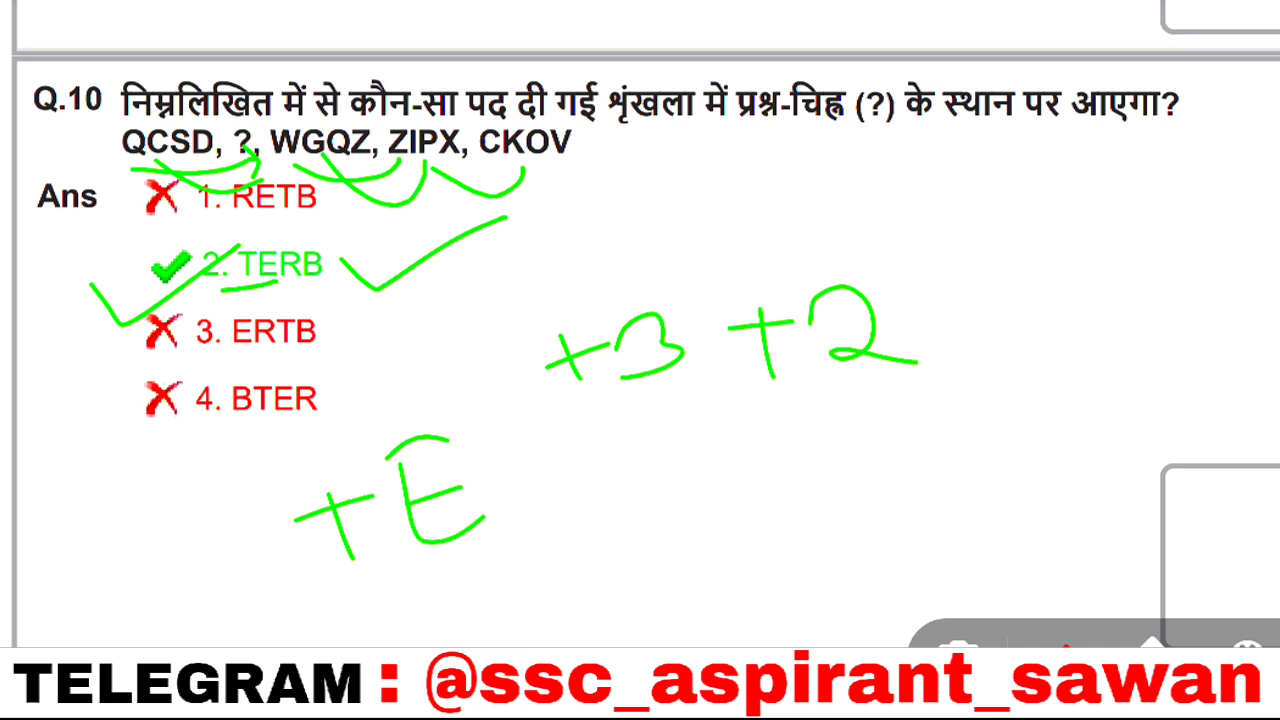 Q.10 निम्नलिखित में से कौन-सा पद दी गई शृंखला में प्रश्न-चिह्न (?) के स्थान पर आएगा?
QCSD, ?, WGQZ, ZIPX, CKOV
Ans 1. RETB
2. TERB
3. ERTB
4. BTER
+3 +2
+E
TELEGRAM : @ssc_aspirant_sawan